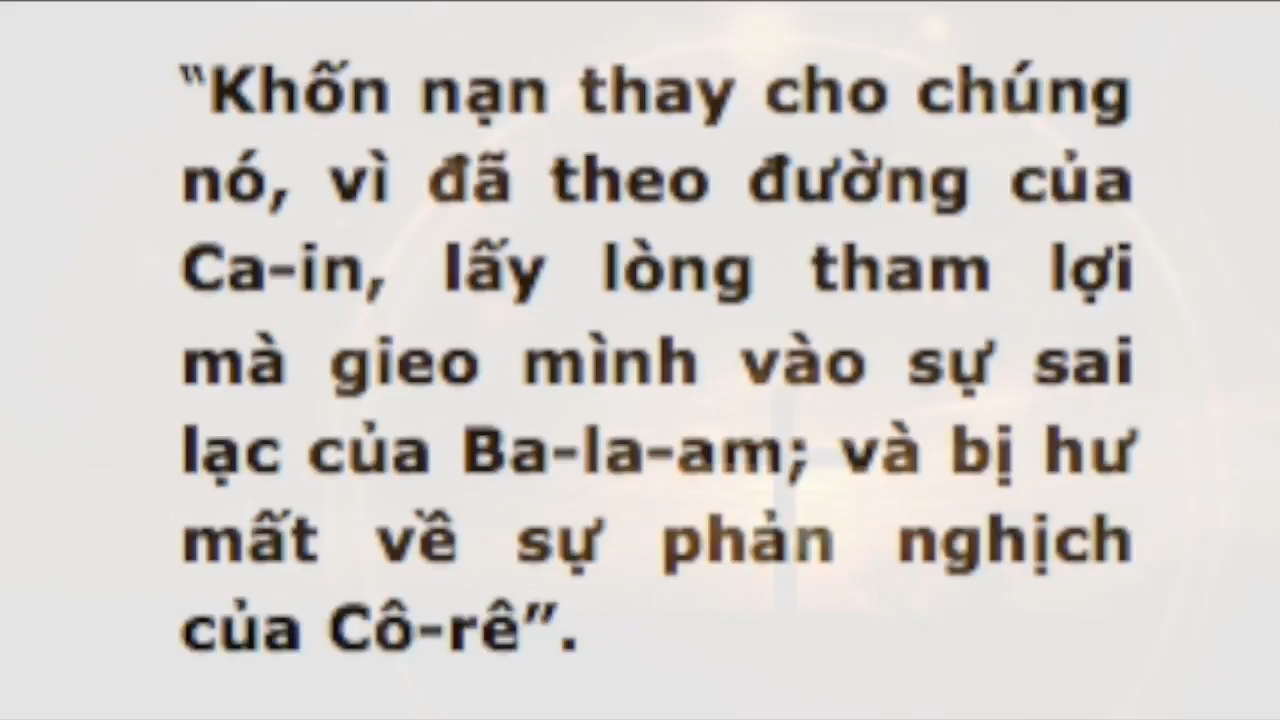 “Khốn nạn thay cho chúng
nó, vì đã theo đường của
Ca-in, lấy lòng tham lợi
mà gieo mình vào sự sai
lạc của Ba-la-am; và bị hư
mất về sự phản nghịch
của Cô-rê”.